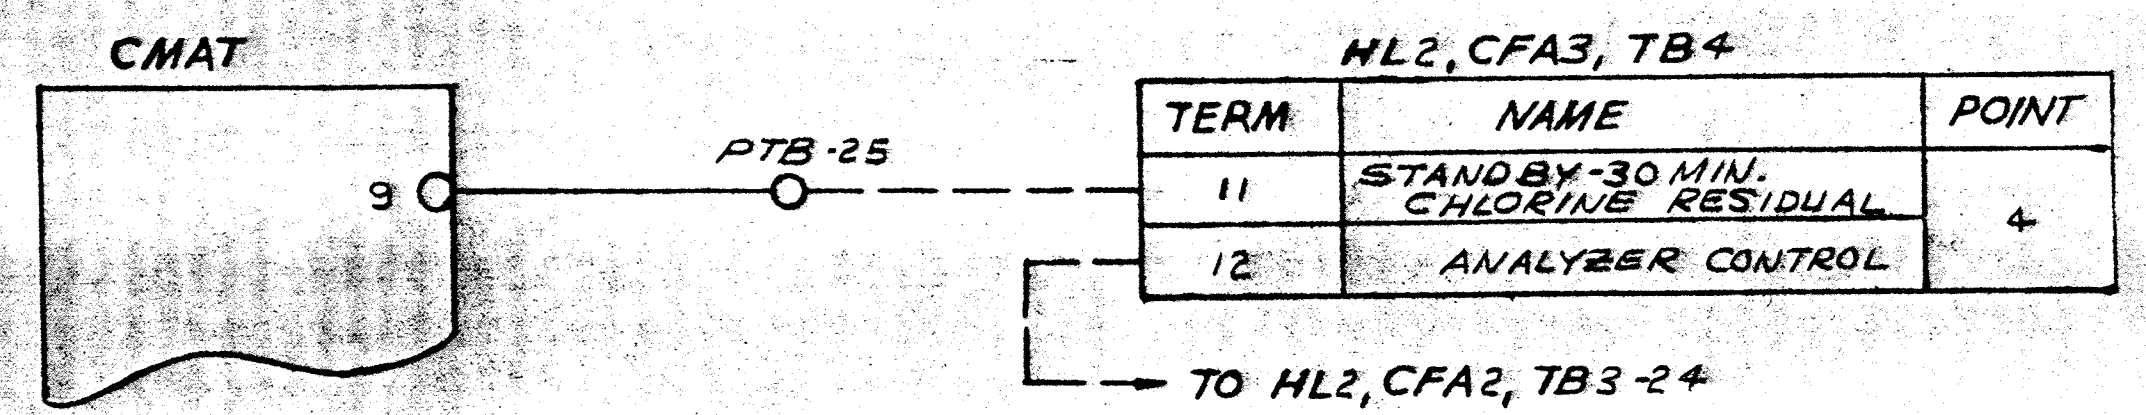 CMAT
HL2, CFA3, TB4
TERM NAME POINT
PTB-25
9
11 STANDBY-30 MIN.
CHLORINE RESIDUAL
4
12 ANALYZER CONTROL
TO HL2, CFA2, TB3-24